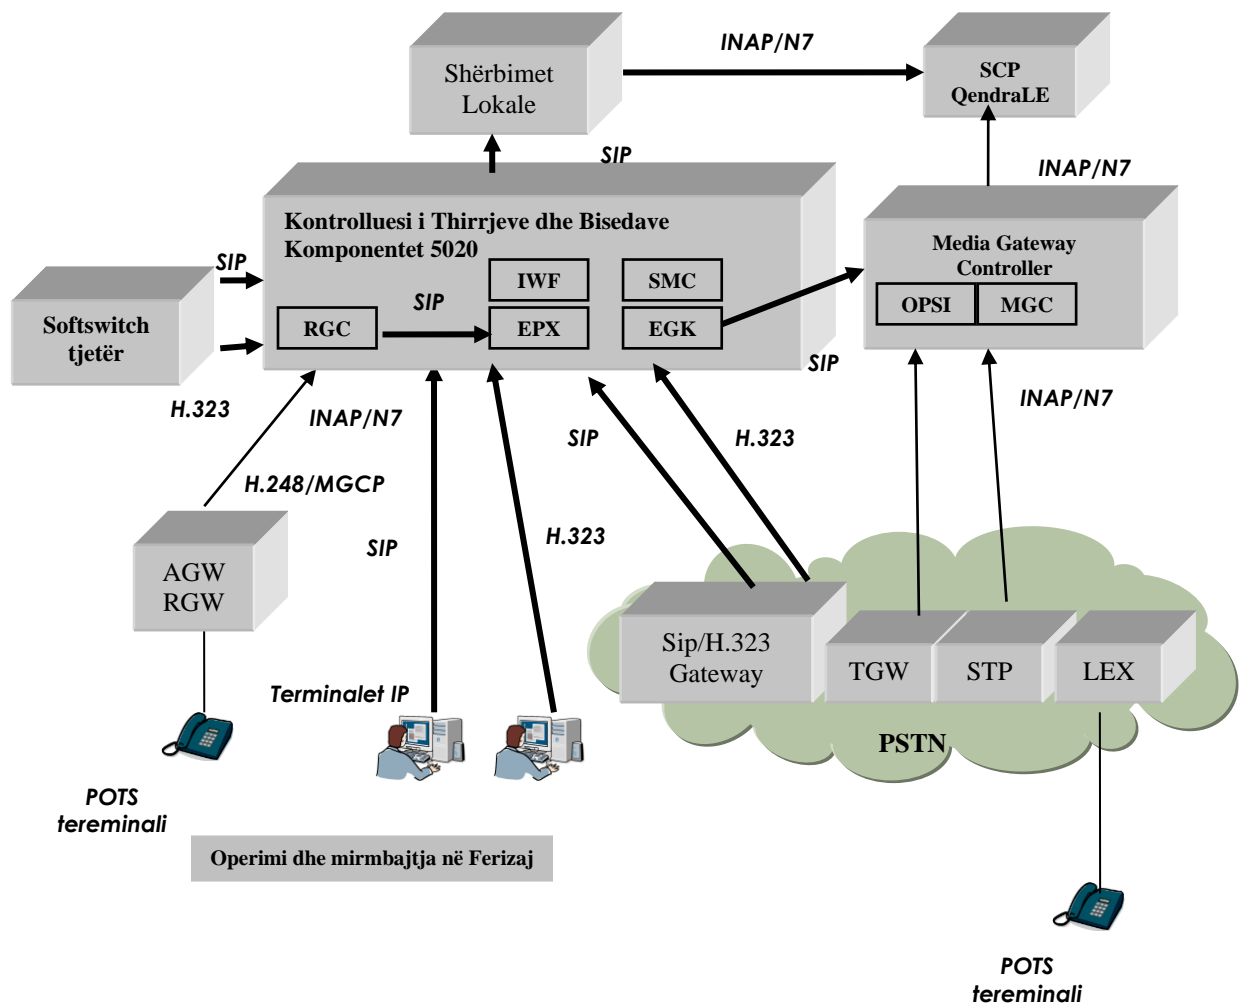 INAP/N7
Shërbimet
Lokale
SCP
QendraLE
SIP
INAP/N7
Kontrolluesi i Thirrjeve dhe Bisedave
Komponentet 5020
Media Gateway
Controller
SIP
IWF
SMC
SIP
OPSI
MGC
Softswitch
tjetër
RGC
EPX
EGK
SIP
H.323
INAP/N7
SIP
H.323
INAP/N7
H.248/MGCP
SIP
H.323
AGW
RGW
Sip/H.323
Gateway
TGW
STP
LEX
Terminalet IP
PSTN
POTS
tereminali
Operimi dhe mirmbajtja në Ferizaj
POTS
tereminali